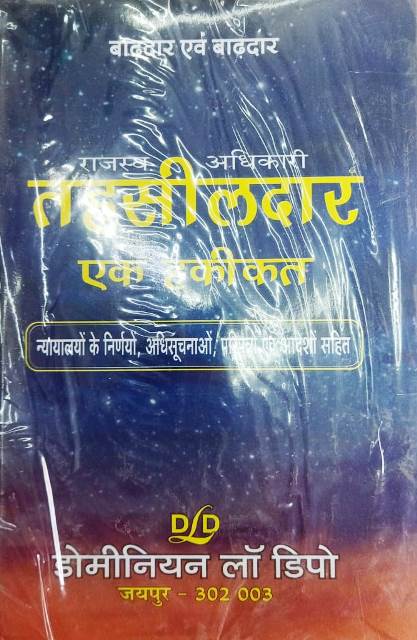 बाढ़दार एवं बाढ़दार
राजस्व अधिकारी
तहसीलदार
एक हकीकत
न्यायालयों के निर्णयों, अधिसूचनाओं, परिपत्रों एवं आदेशों सहित
DLD
डोमीनियन लॉ डिपो
जयपुर - 302 003